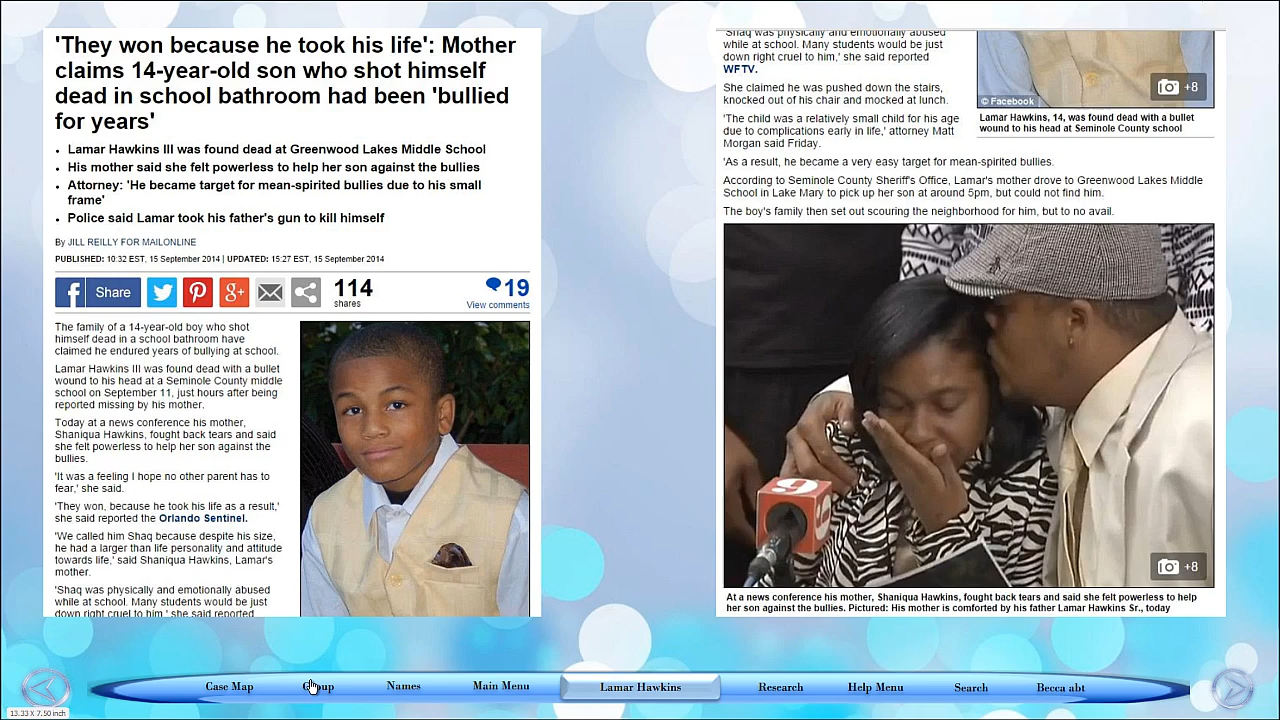 'They won because he took his life': Mother
claims 14-year-old son who shot himself
dead in school bathroom had been 'bullied
for years'
• Lamar Hawkins III was found dead at Greenwood Lakes Middle School
• His mother said she felt powerless to help her son against the bullies
• Attorney: 'He became target for mean-spirited bullies due to his small
frame'
• Police said Lamar took his father's gun to kill himself
By JILL REILLY FOR MAILONLINE
PUBLISHED: 10:32 EST, 15 September 2014 | UPDATED: 15:27 EST, 15 September 2014
Share
114
shares
19
View comments
The family of a 14-year-old boy who shot
himself dead in a school bathroom have
claimed he endured years of bullying at school.
Lamar Hawkins III was found dead with a bullet
wound to his head at a Seminole County middle
school on September 11, just hours after being
reported missing by his mother.
Today at a news conference his mother,
Shaniqua Hawkins, fought back tears and said
she felt powerless to help her son against the
bullies.
'It was a feeling I hope no other parent has to
fear,' she said.
'They won, because he took his life as a result,'
she said reported the Orlando Sentinel.
'We called him Shaq because despite his size,
he had a larger than life personality and attitude
towards life,' said Shaniqua Hawkins, Lamar's
mother.
'Shaq was physically and emotionally abused
while at school. Many students would be just
down right cruel to him,' she said reported
'Shaq was physically and emotionally abused
while at school. Many students would be just
down right cruel to him,' she said reported
WFTV.
She claimed he was pushed down the stairs,
knocked out of his chair and mocked at lunch.
'The child was a relatively small child for his age
due to complications early in life,' attorney Matt
Morgan said Friday.
'As a result, he became a very easy target for mean-spirited bullies.
According to Seminole County Sheriff's Office, Lamar's mother drove to Greenwood Lakes Middle
School in Lake Mary to pick up her son at around 5pm, but could not find him.
The boy's family then set out scouring the neighborhood for him, but to no avail.
+8
© Facebook
Lamar Hawkins, 14, was found dead with a bullet
wound to his head at Seminole County school
9
+8
At a news conference his mother, Shaniqua Hawkins, fought back tears and said she felt powerless to help
her son against the bullies. Pictured: His mother is comforted by his father Lamar Hawkins Sr., today
Case Map
Group
Names
Main Menu
Lamar Hawkins
Research
Help Menu
Search
Becca abt
13.33 X 7.50 inch